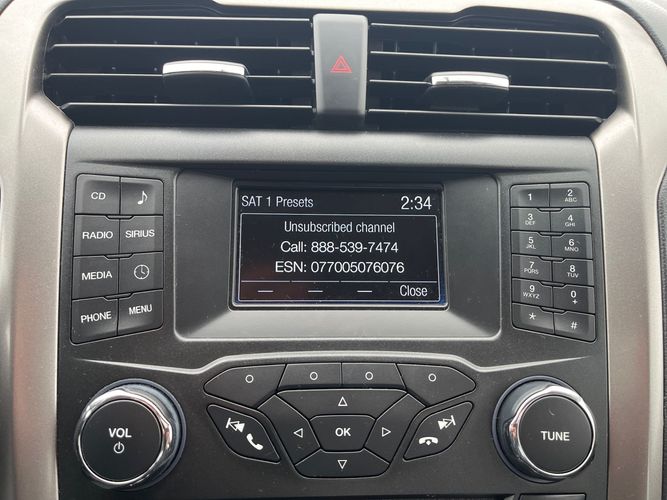 CD
RADIO SIRIUS
MEDIA
PHONE MENU
SAT 1 Presets 2:34
Unsubscribed channel
Call: 888-539-7474
ESN: 077005076076
Close
1 2 ABC
3 DEF 4 GHI
5 JKL 6 MNO
7 PQRS 8 TUV
9 WXYZ 0 +
* #
VOL
OK
TUNE